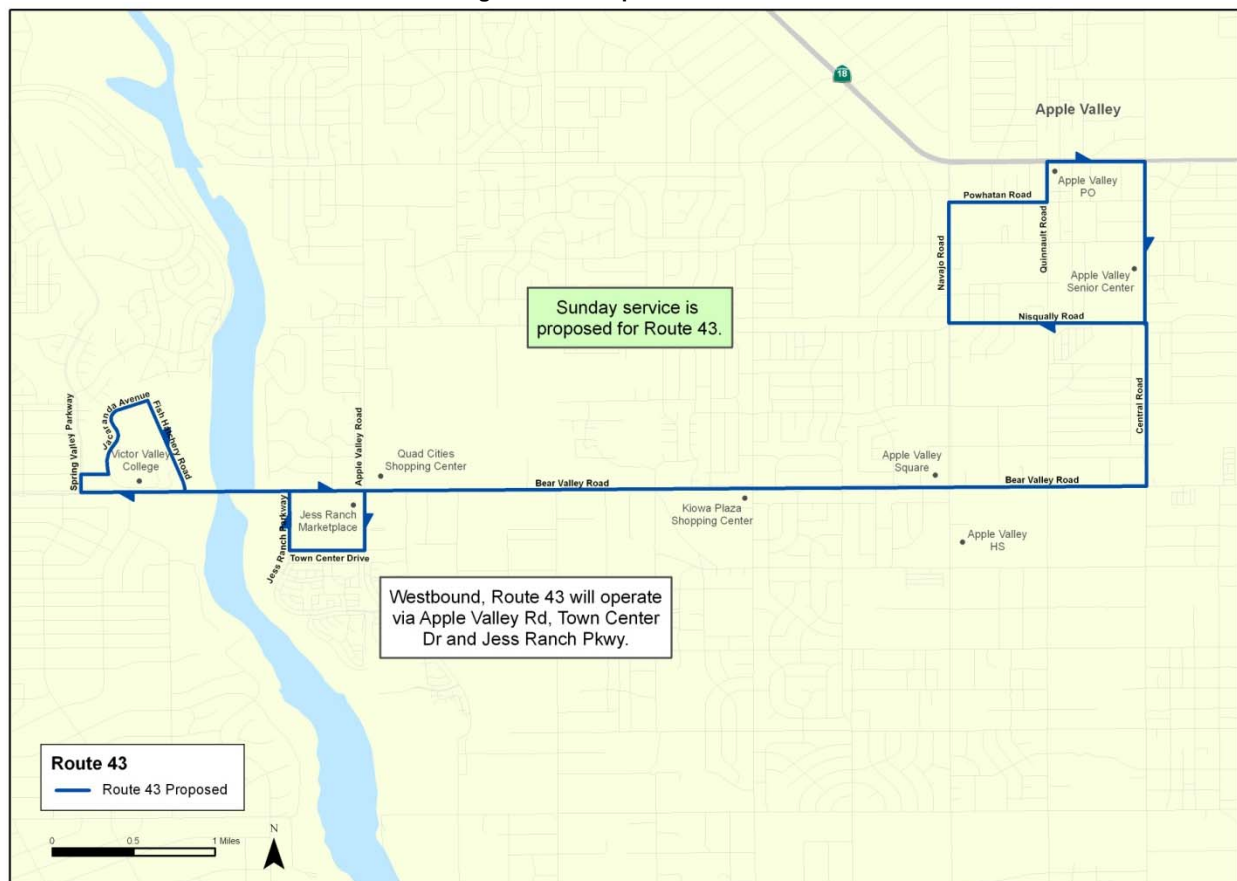 18
Apple Valley
Apple Valley
PO
Powhatan Road
Quinnault Road
Navajo Road
Apple Valley
Senior Center
Sunday service is
proposed for Route 43.
Nisqually Road
Central Road
Spring Valley Parkway
Jacaranda Avenue
Fish Hatchery Road
Victor Valley
College
Apple Valley Road
Quad Cities
Shopping Center
Apple Valley
Square
Bear Valley Road
Bear Valley Road
Jess Ranch Parkway
Jess Ranch
Marketplace
Kiowa Plaza
Shopping Center
Apple Valley
HS
Town Center Drive
Westbound, Route 43 will operate
via Apple Valley Rd, Town Center
Dr and Jess Ranch Pkwy.
Route 43
Route 43 Proposed
0 0.5 1 Miles
N